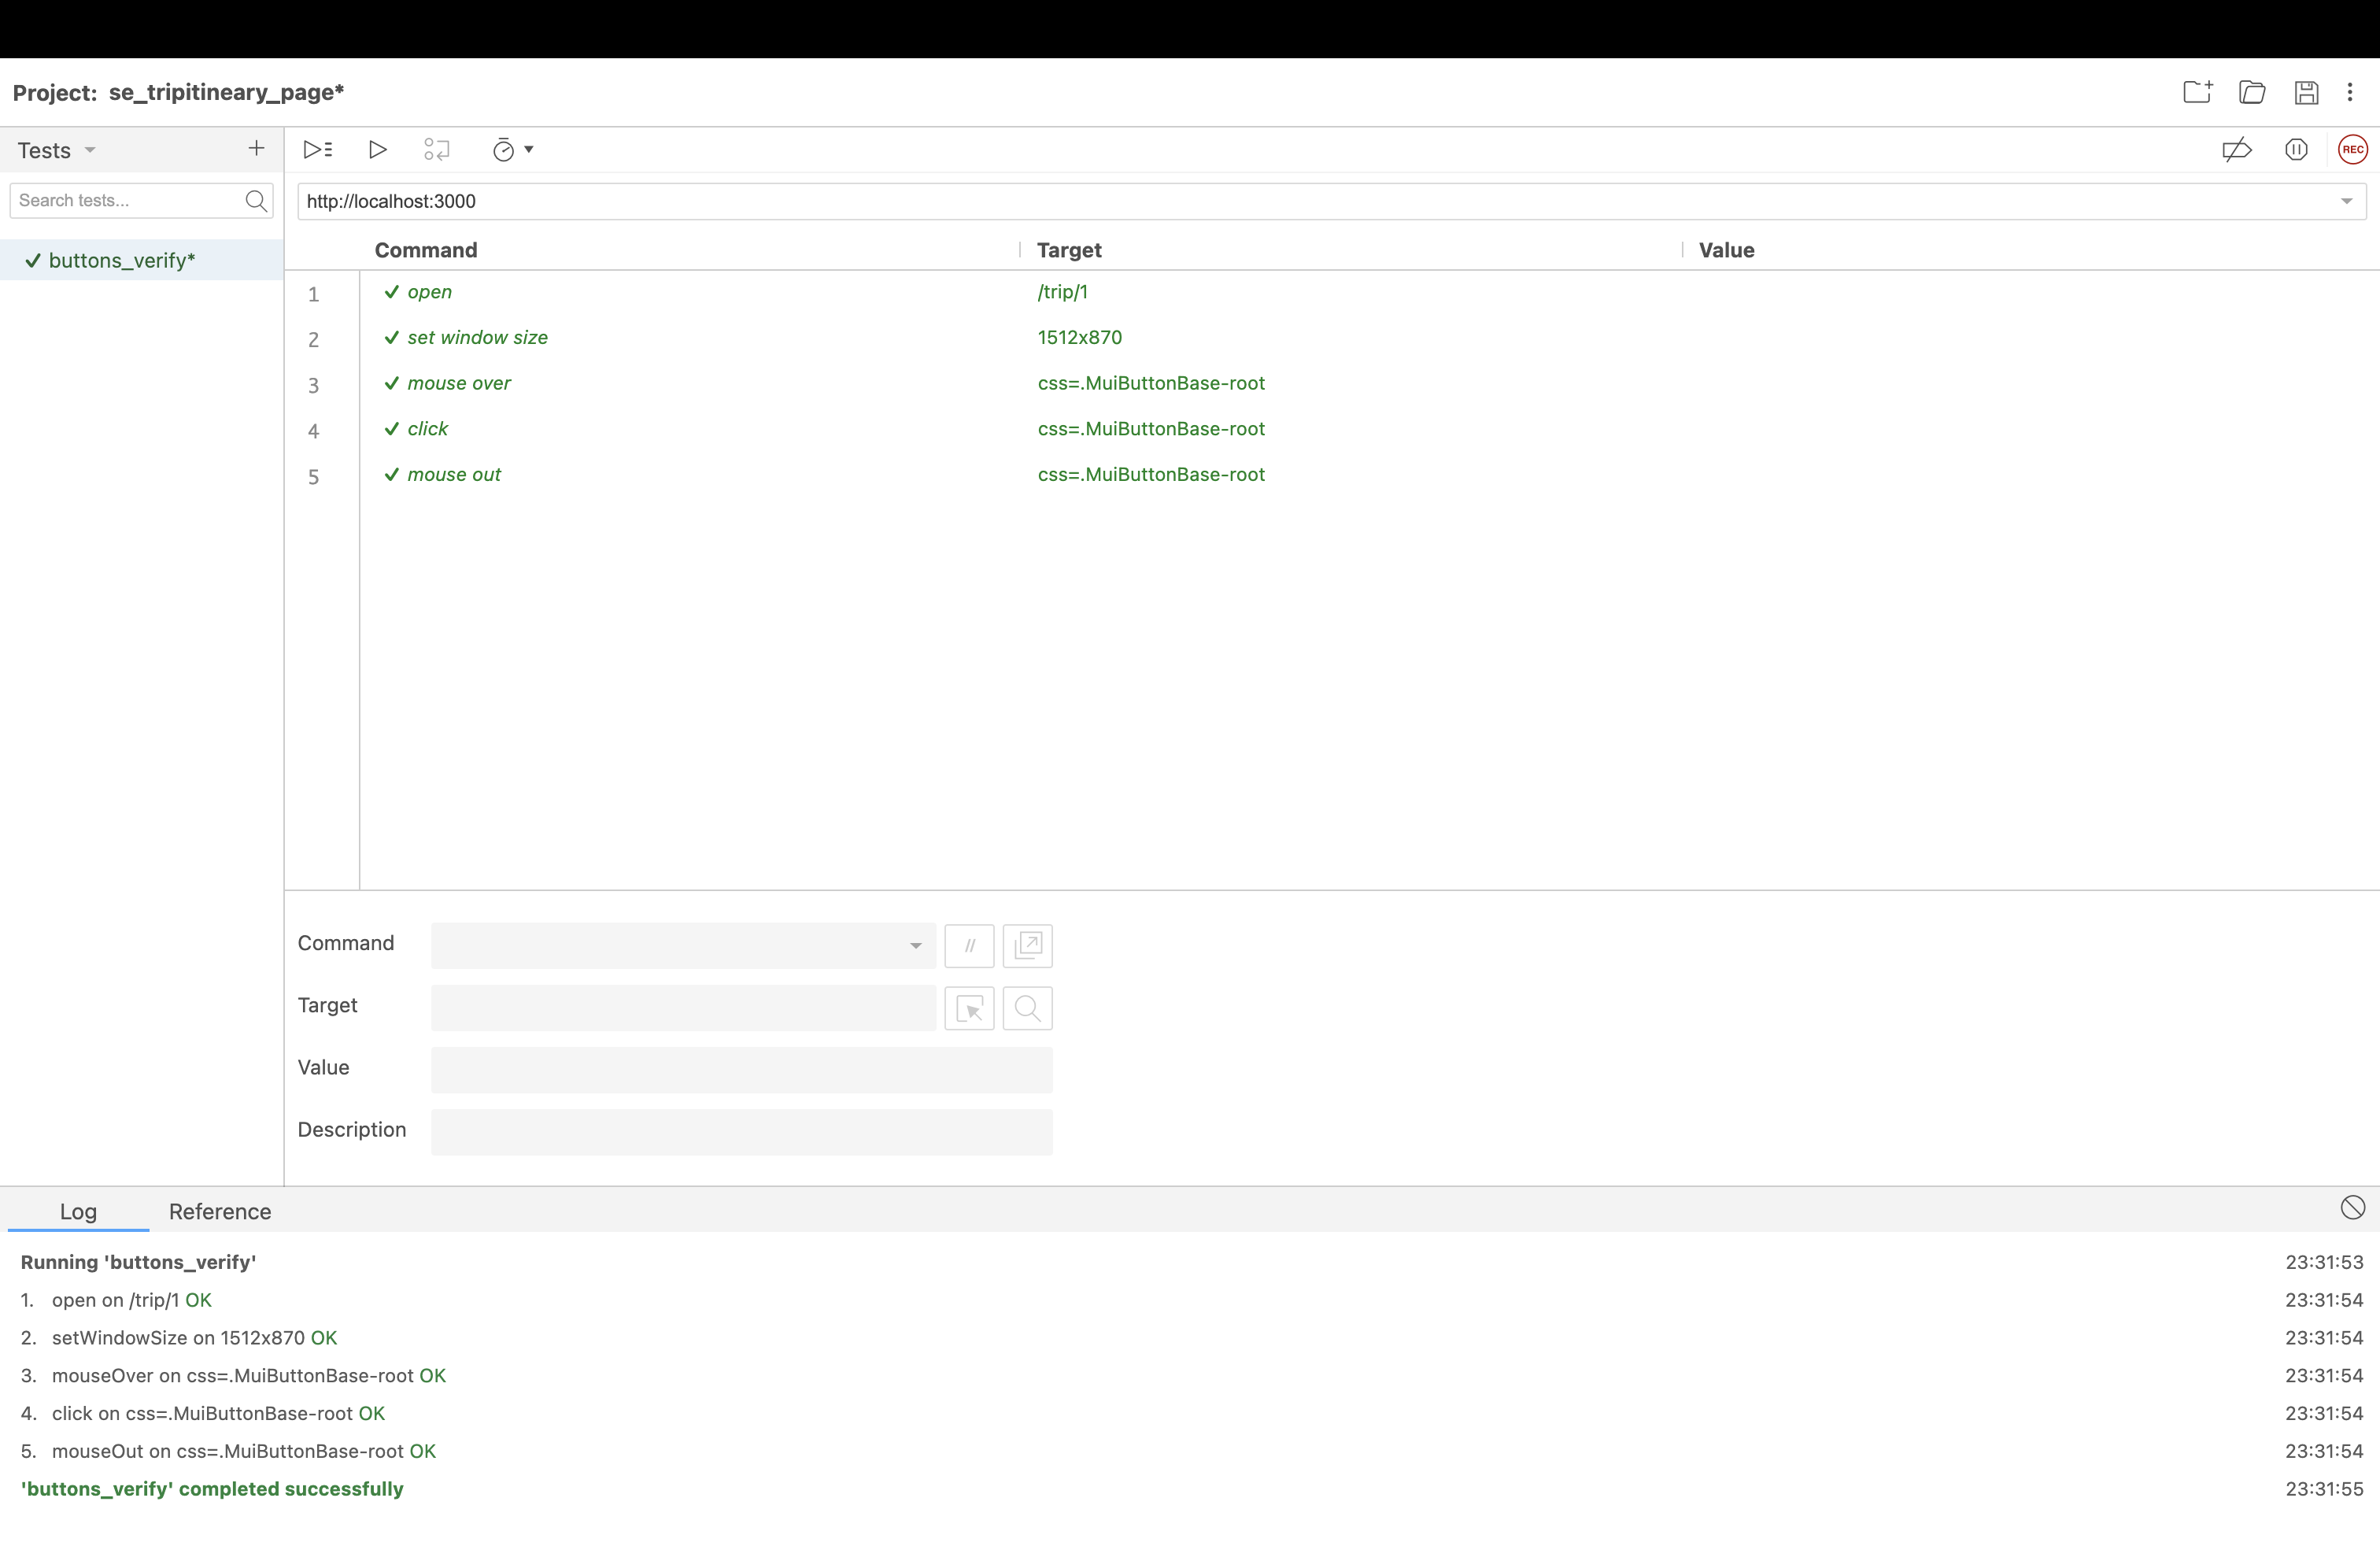 Project: se_tripitineary_page*
Tests
Search tests...
buttons_verify*
REC
http://localhost:3000
Command Target Value
1 open /trip/1
2 set window size 1512x870
3 mouse over css=.MuiButtonBase-root
4 click css=.MuiButtonBase-root
5 mouse out css=.MuiButtonBase-root
Command //
Target
Value
Description
Log Reference
Running 'buttons_verify' 23:31:53
1. open on /trip/1 OK 23:31:54
2. setWindowSize on 1512x870 OK 23:31:54
3. mouseOver on css=.MuiButtonBase-root OK 23:31:54
4. click on css=.MuiButtonBase-root OK 23:31:54
5. mouseOut on css=.MuiButtonBase-root OK 23:31:54
'buttons_verify' completed successfully 23:31:55